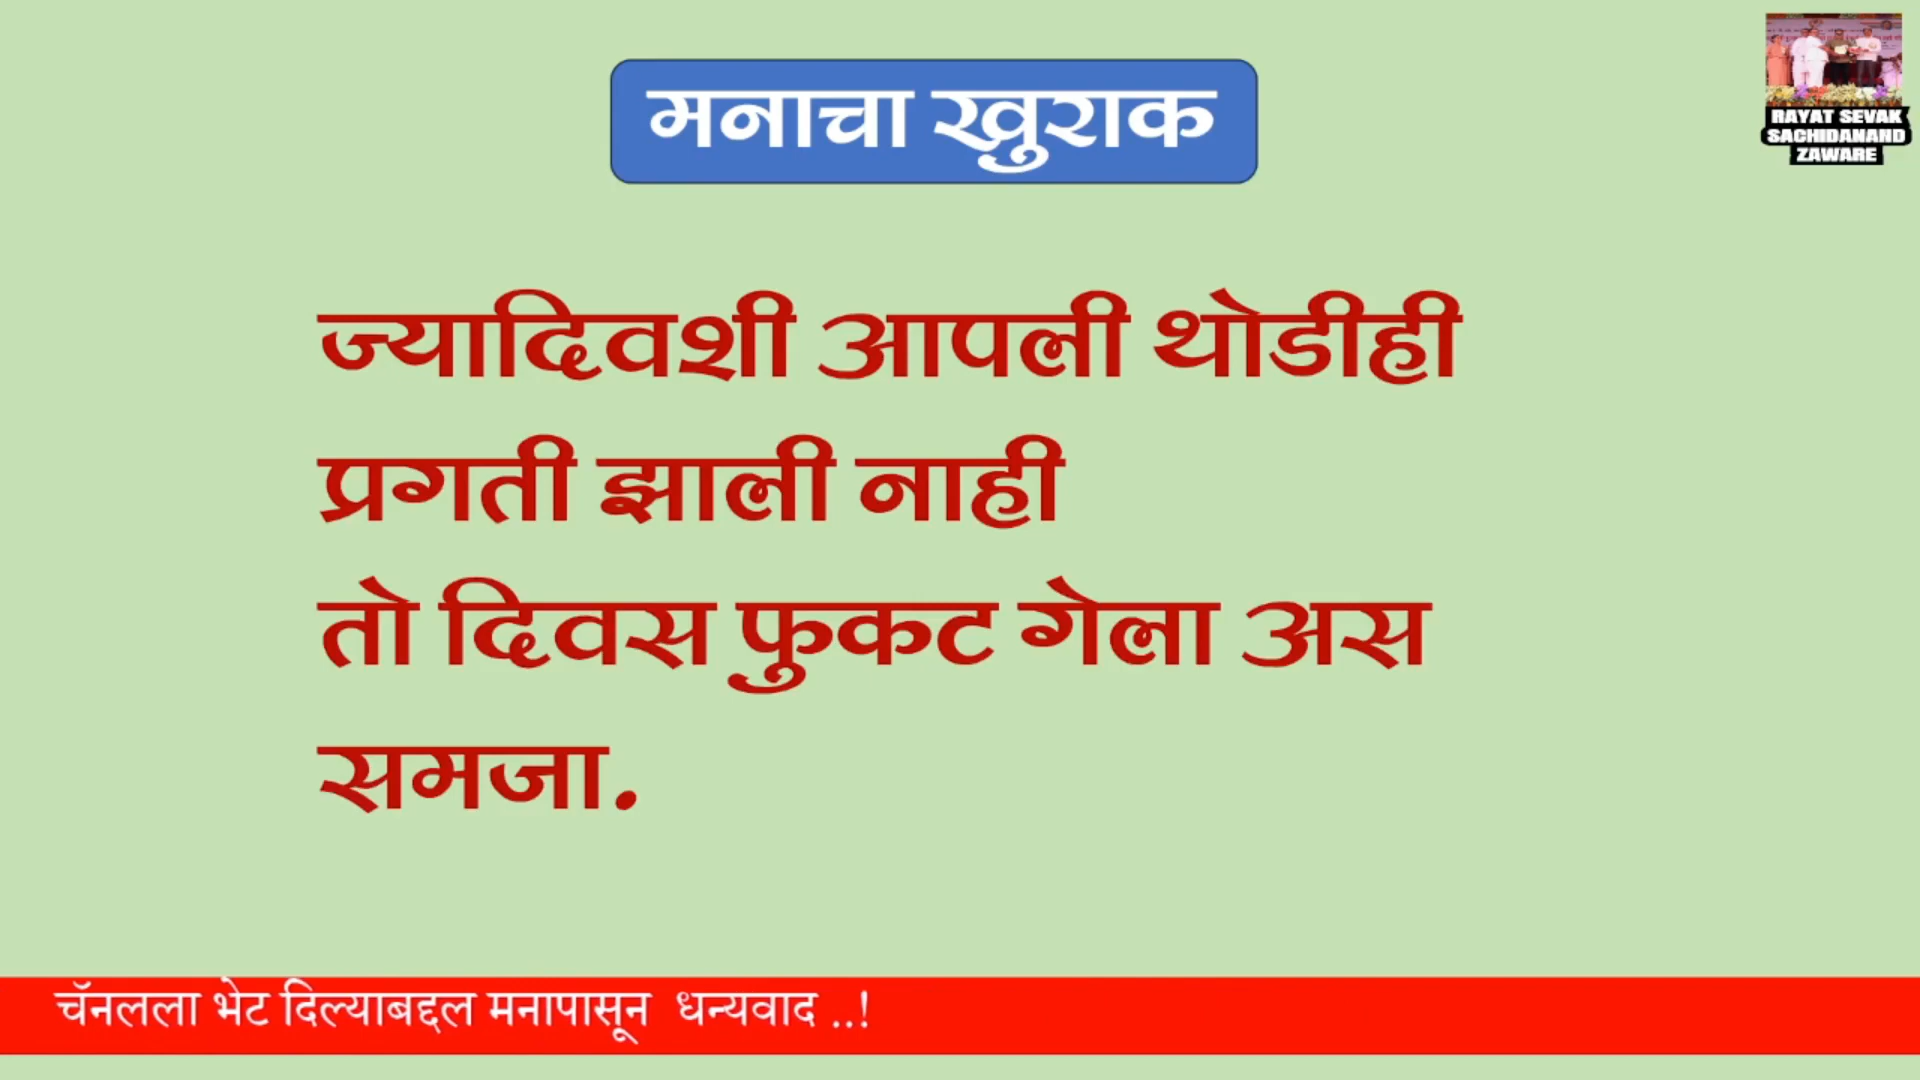 मनाचा खुराक
RAYAT SEVAK
SACHIDANAND
ZAWARE
ज्यादिवशी आपली थोडीही
प्रगती झाली नाही
तो दिवस फुकट गेला अस
समजा.
चॅनलला भेट दिल्याबद्दल मनापासून धन्यवाद ..!